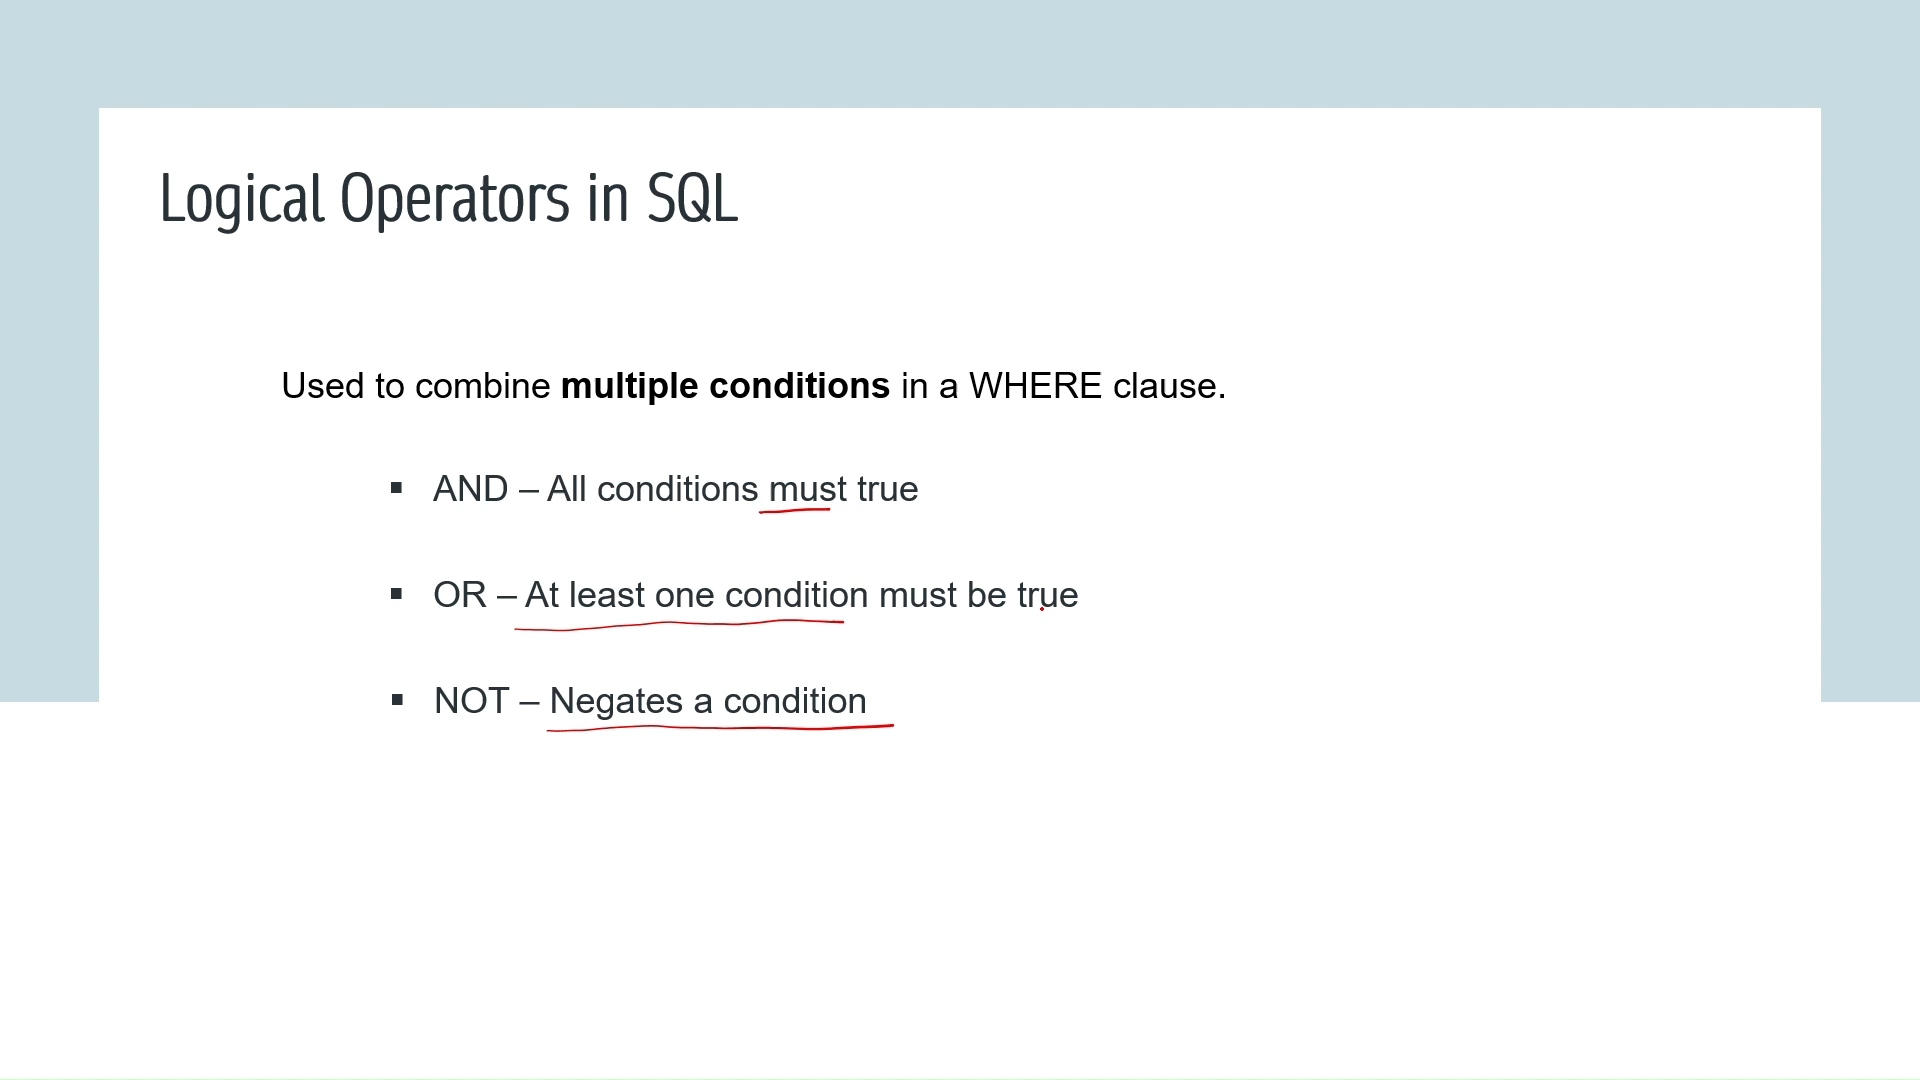 Logical Operators in SQL
Used to combine multiple conditions in a WHERE clause.
▪ AND – All conditions must true
▪ OR – At least one condition must be true
▪ NOT – Negates a condition